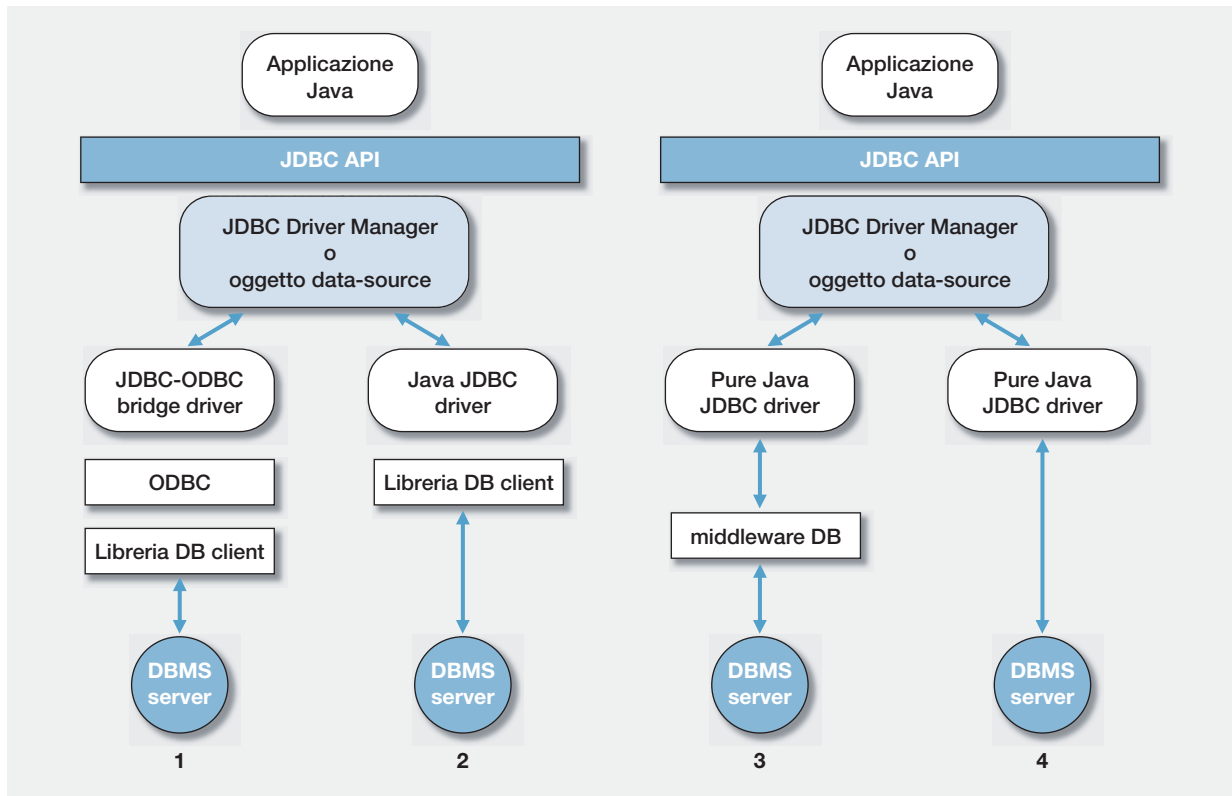 Applicazione
Java
JDBC API
JDBC Driver Manager
o
oggetto data-source
JDBC-ODBC
bridge driver
Java JDBC
driver
ODBC
Libreria DB client
Libreria DB client
DBMS
server
DBMS
server
1
2
Applicazione
Java
JDBC API
JDBC Driver Manager
o
oggetto data-source
Pure Java
JDBC driver
Pure Java
JDBC driver
middleware DB
DBMS
server
DBMS
server
3
4